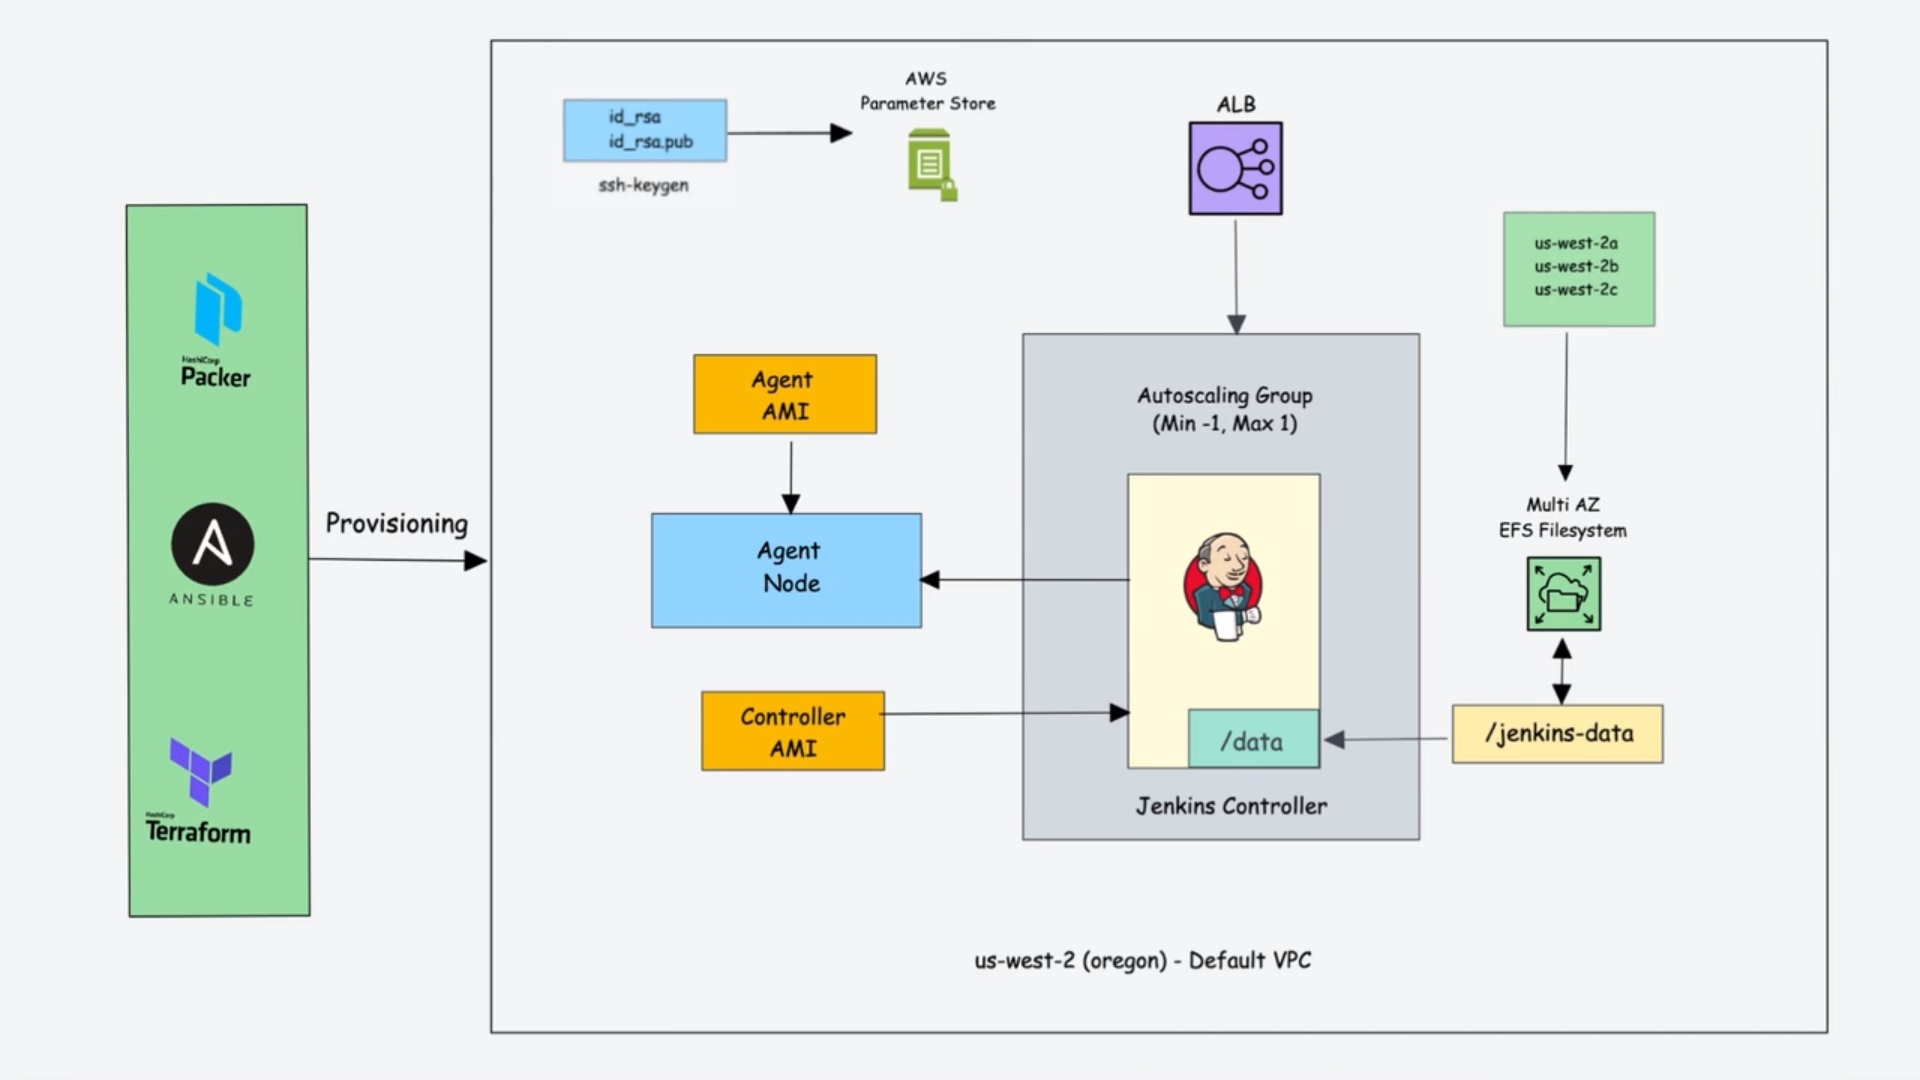 AWS
Parameter Store
id_rsa
id_rsa.pub
ssh-keygen
ALB
us-west-2a
us-west-2b
us-west-2c
HashiCorp
Packer
ANSIBLE
HashiCorp
Terraform
Provisioning
Agent
AMI
Agent
Node
Controller
AMI
Autoscaling Group
(Min -1, Max 1)
/data
Jenkins Controller
Multi AZ
EFS Filesystem
/jenkins-data
us-west-2 (oregon) - Default VPC